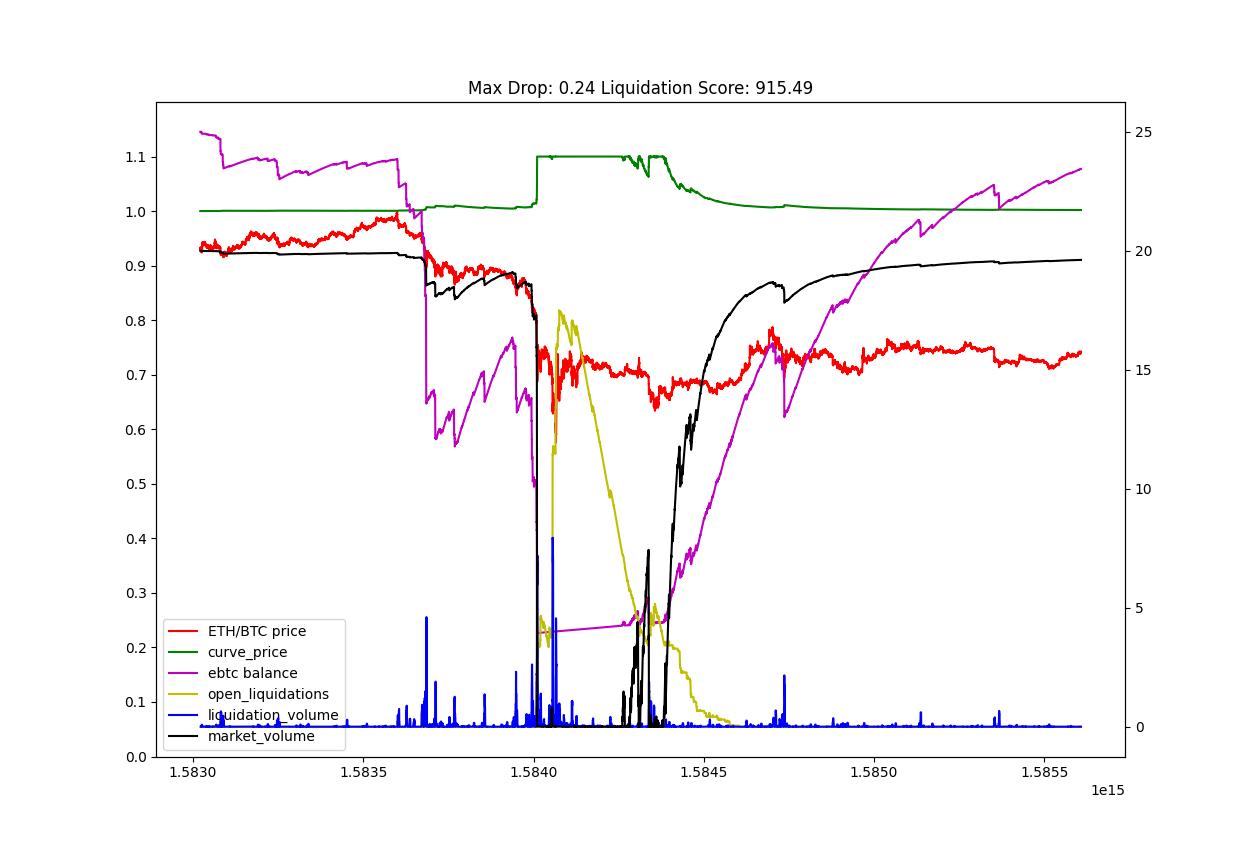 Max Drop: 0.24 Liquidation Score: 915.49
1.1
1.0
0.9
0.8
0.7
0.6
0.5
0.4
0.3
0.2
0.1
0.0
25
20
15
10
5
0
ETH/BTC price
curve_price
ebtc balance
open_liquidations
liquidation_volume
market_volume
1.5830 1.5835 1.5840 1.5845 1.5850 1.5855
1e15